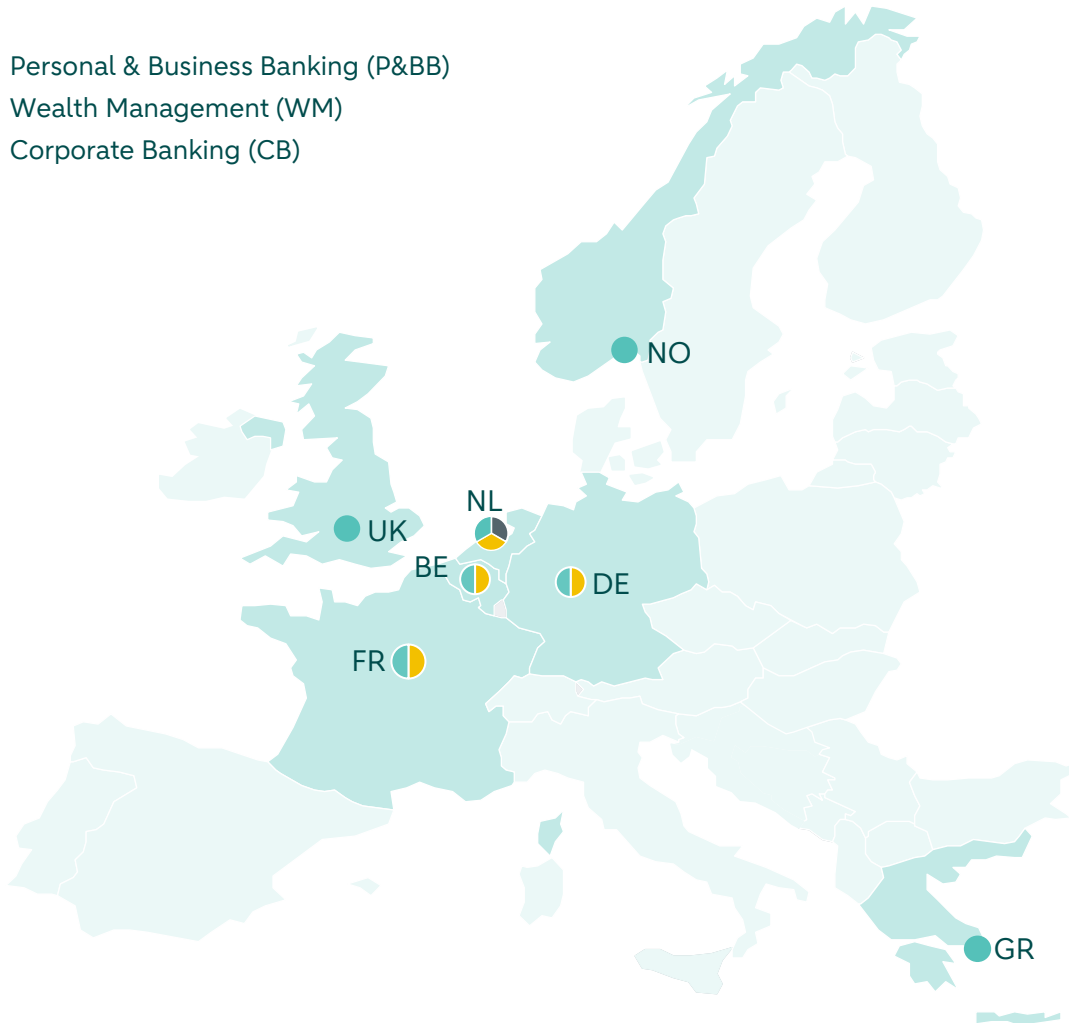 Personal & Business Banking (P&BB)
Wealth Management (WM)
Corporate Banking (CB)
NO
NL
UK
BE
DE
FR
GR